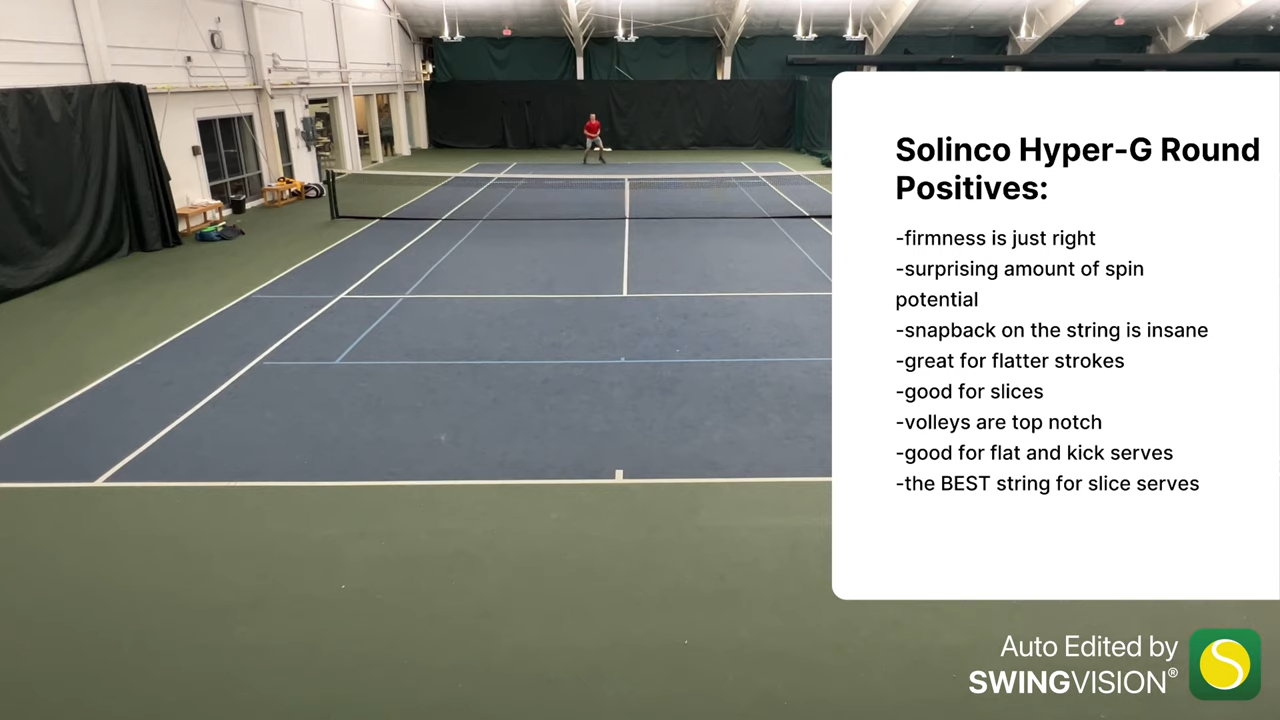 Solinco Hyper-G Round
Positives:
-firmness is just right
-surprising amount of spin
potential
-snapback on the string is insane
-great for flatter strokes
-good for slices
-volleys are top notch
-good for flat and kick serves
-the BEST string for slice serves
Auto Edited by
SWINGVISION®